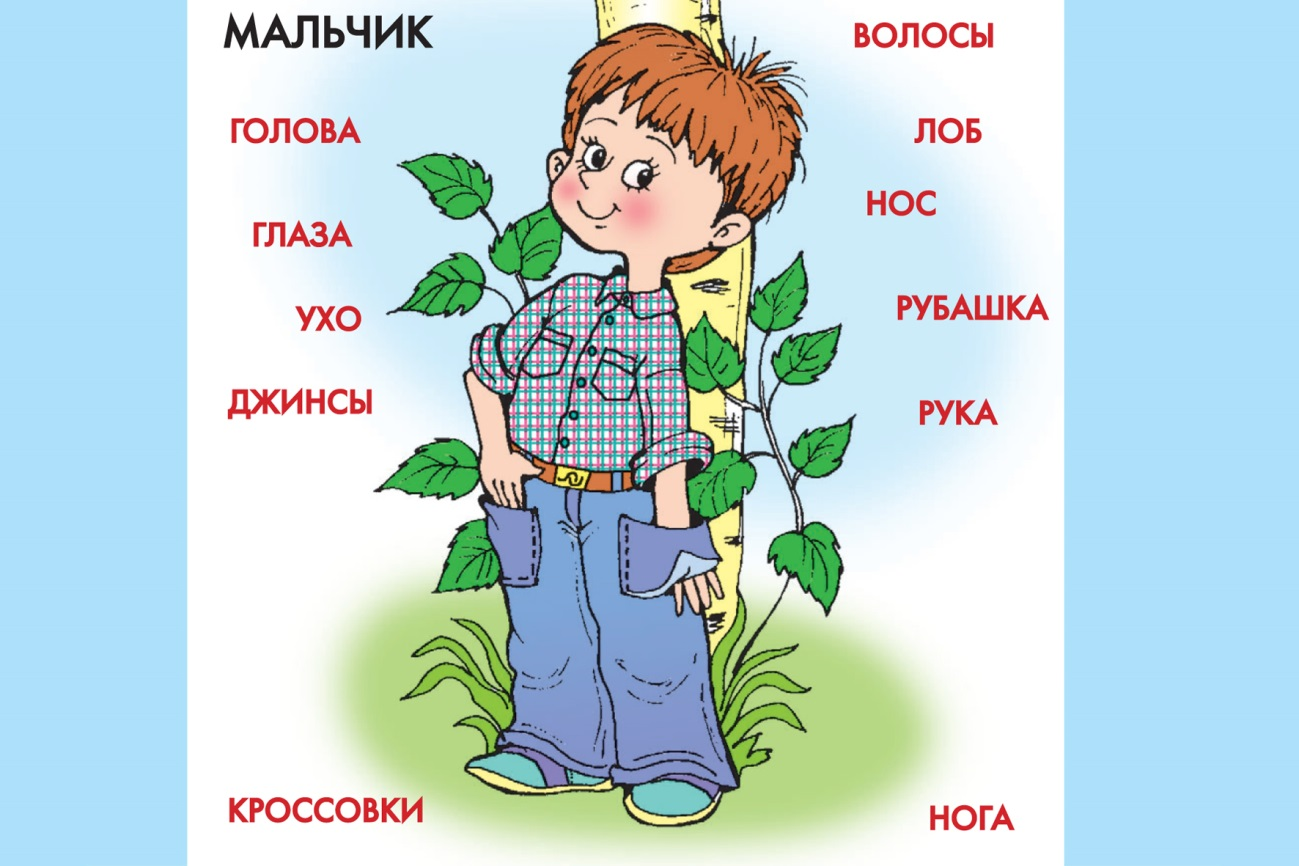 МАЛЬЧИК
ВОЛОСЫ
ГОЛОВА
ЛОБ
НОС
ГЛАЗА
РУБАШКА
УХО
ДЖИНСЫ
РУКА
КРОССОВКИ
НОГА